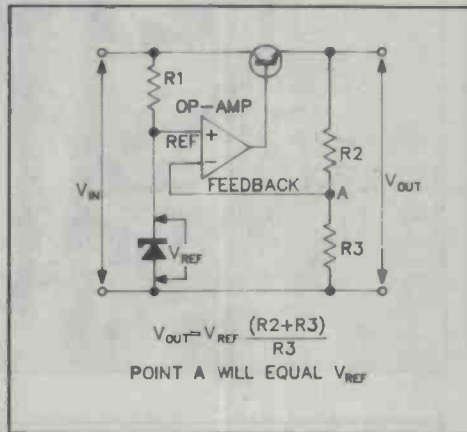 R1
OP-AMP
REF
+
−
R2
FEEDBACK
A
V_IN
V_OUT
V_REF
R3
V_OUT = V_REF (R2+R3)
R3
POINT A WILL EQUAL V_REF